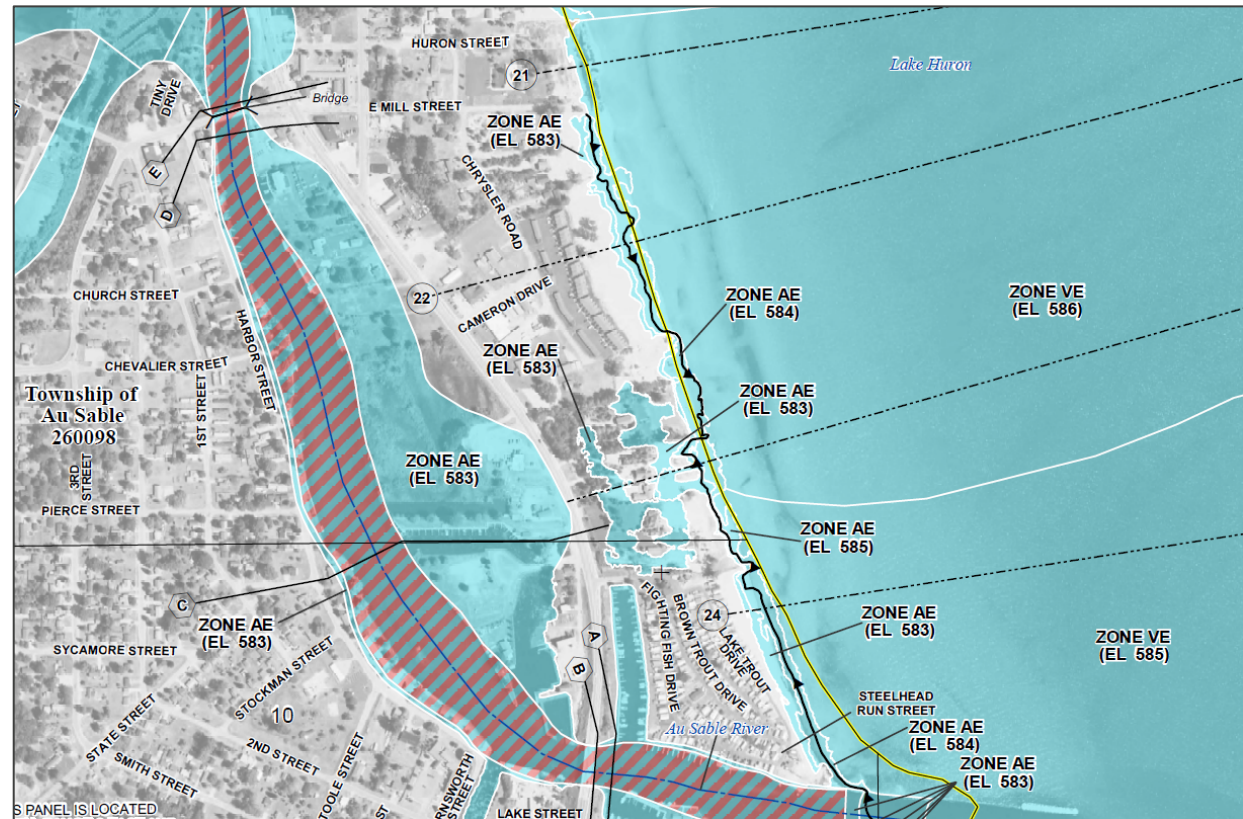 HURON STREET
21
Lake Huron
TINY
DRIVE
Bridge
E MILL STREET
ZONE AE
(EL 583)
E
CHRYSLER ROAD
D
CHURCH STREET
22
CAMERON DRIVE
ZONE AE
(EL 584)
ZONE VE
(EL 586)
HARBOR STREET
ZONE AE
(EL 583)
CHEVALIER STREET
Township of
Au Sable
260098
1ST STREET
ZONE AE
(EL 583)
3RD
STREET
ZONE AE
(EL 583)
PIERCE STREET
ZONE AE
(EL 585)
C
ZONE AE
(EL 583)
FIGHTING FISH DRIVE
BROWN TROUT DRIVE
24
LAKE TROUT
DRIVE
ZONE AE
(EL 583)
ZONE VE
(EL 585)
A
B
SYCAMORE STREET
STOCKMAN STREET
STEELHEAD
RUN STREET
10
STATE STREET
2ND STREET
SMITH STREET
Au Sable River
ZONE AE
(EL 584)
ZONE AE
(EL 583)
TOOLE STREET
ST
RNSWORTH
STREET
S PANEL IS LOCATED
LAKE STREET